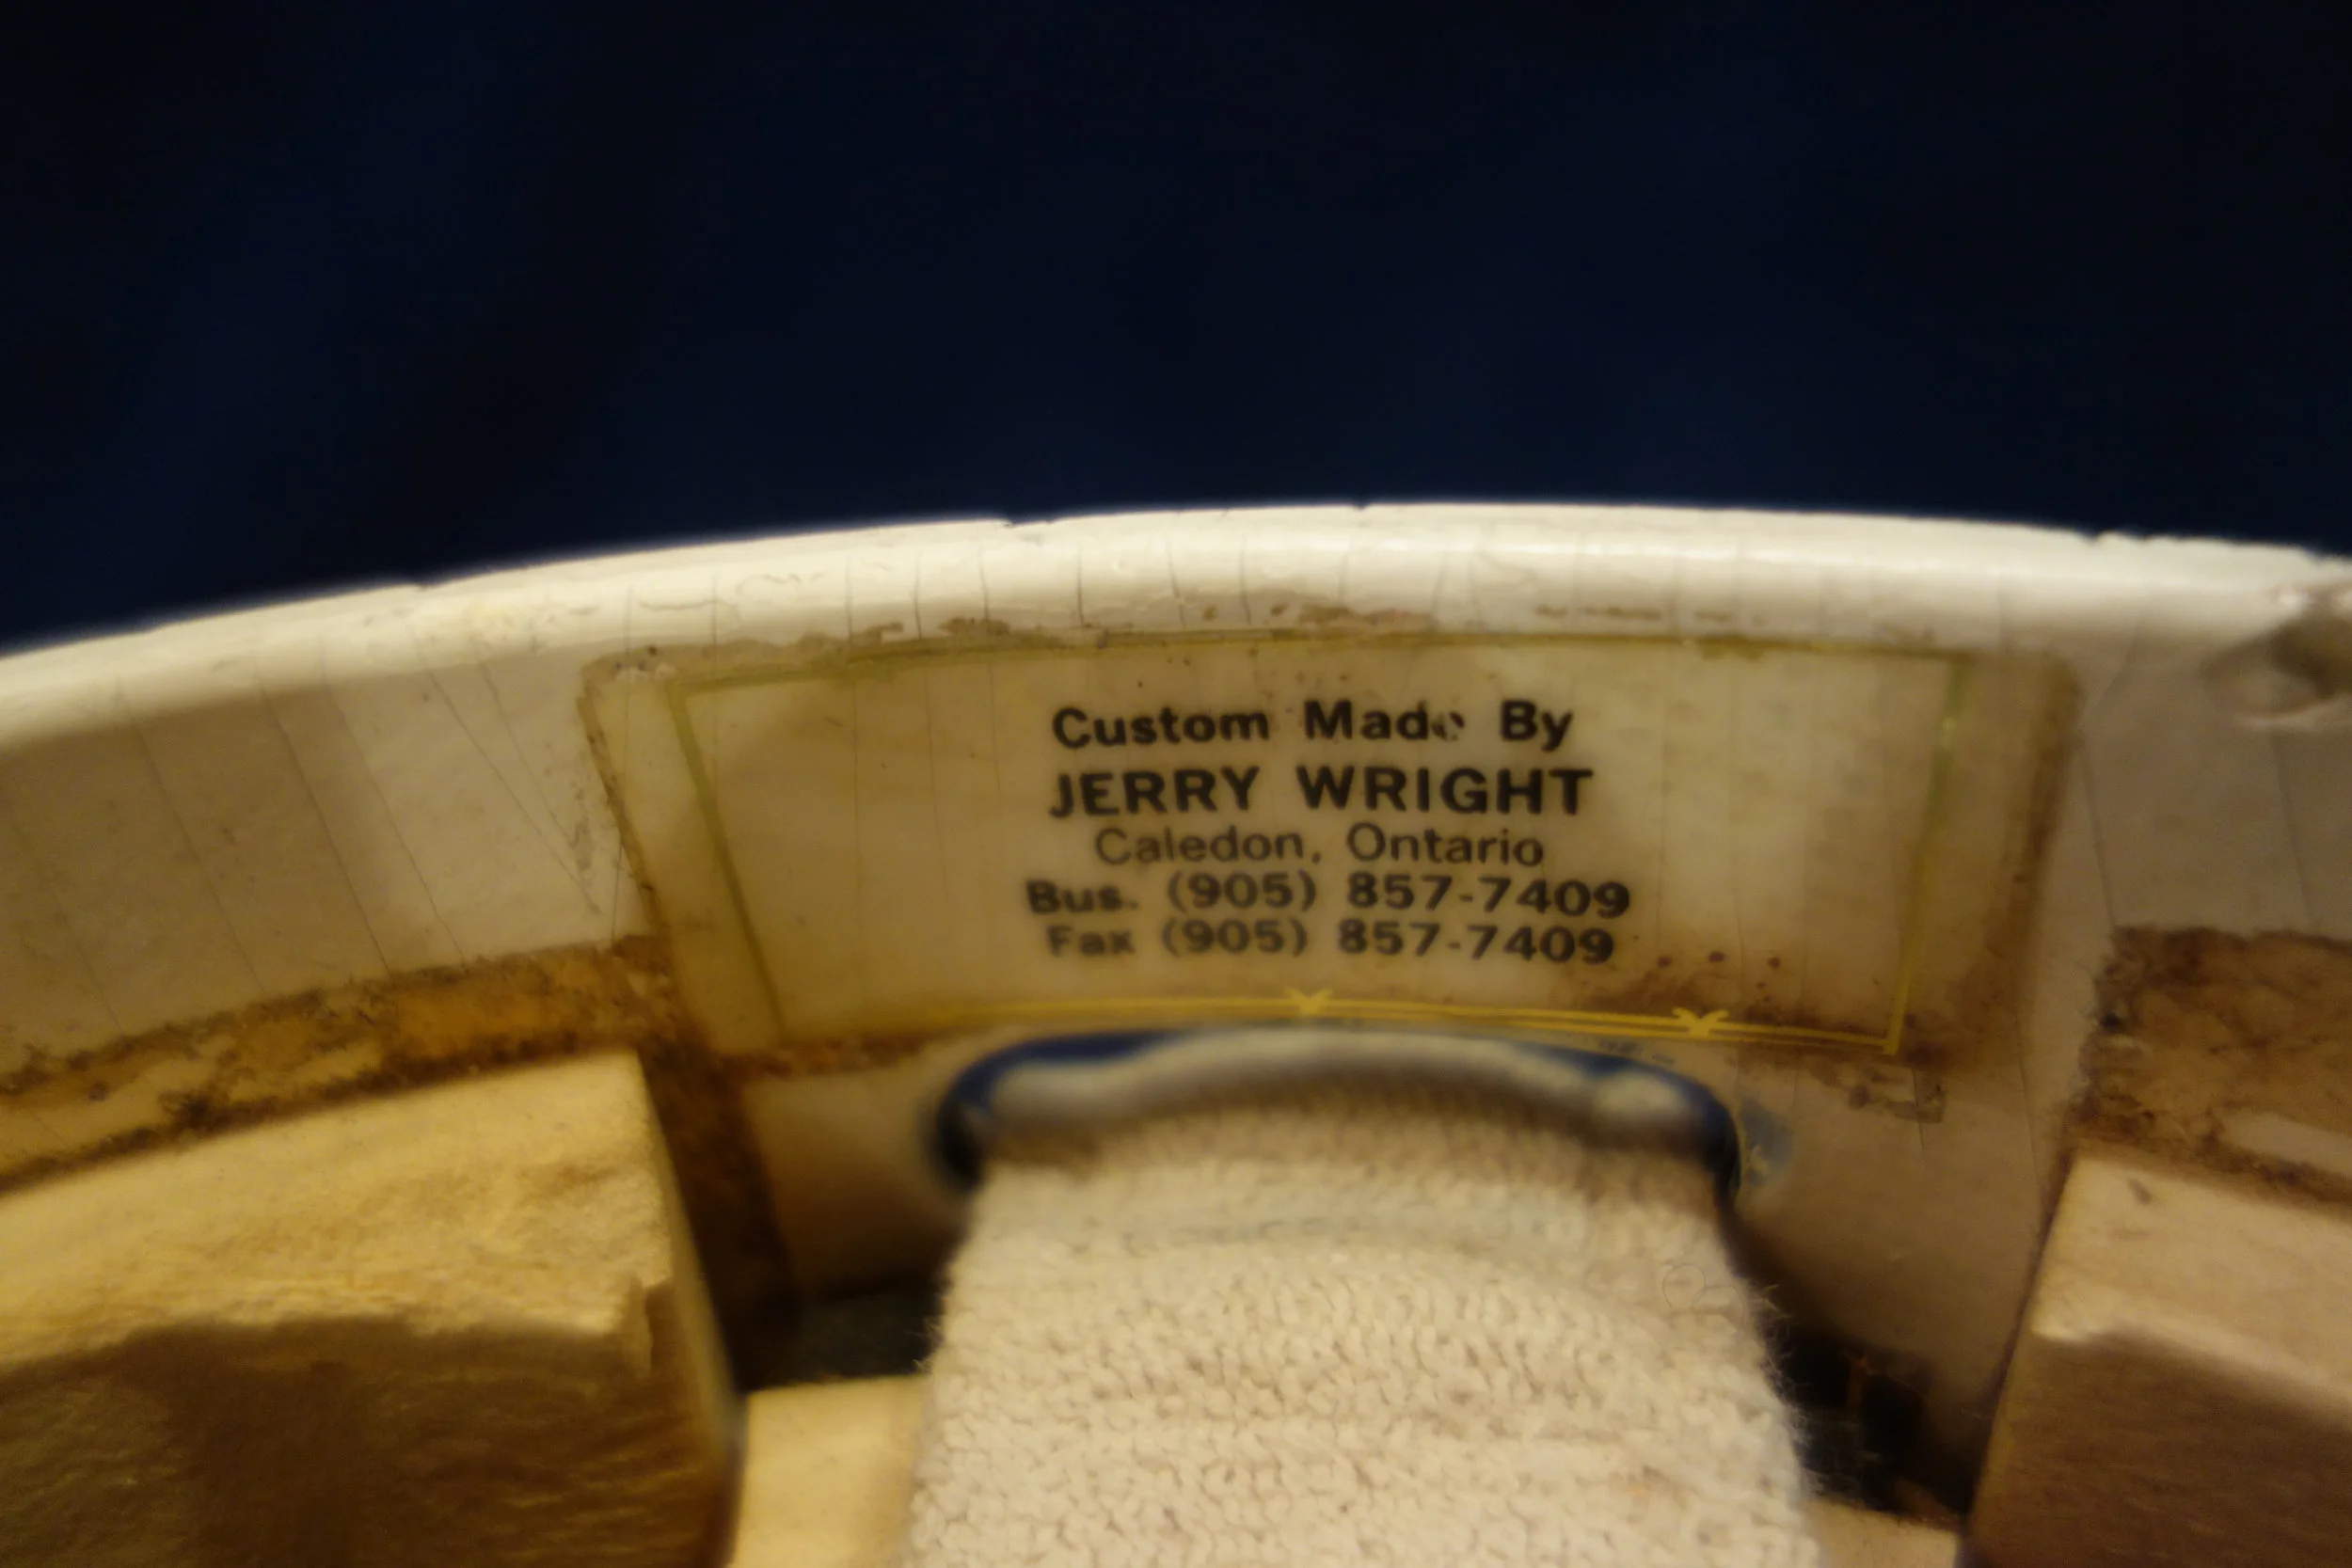 Custom Made By
JERRY WRIGHT
Caledon, Ontario
Bus. (905) 857-7409
Fax (905) 857-7409